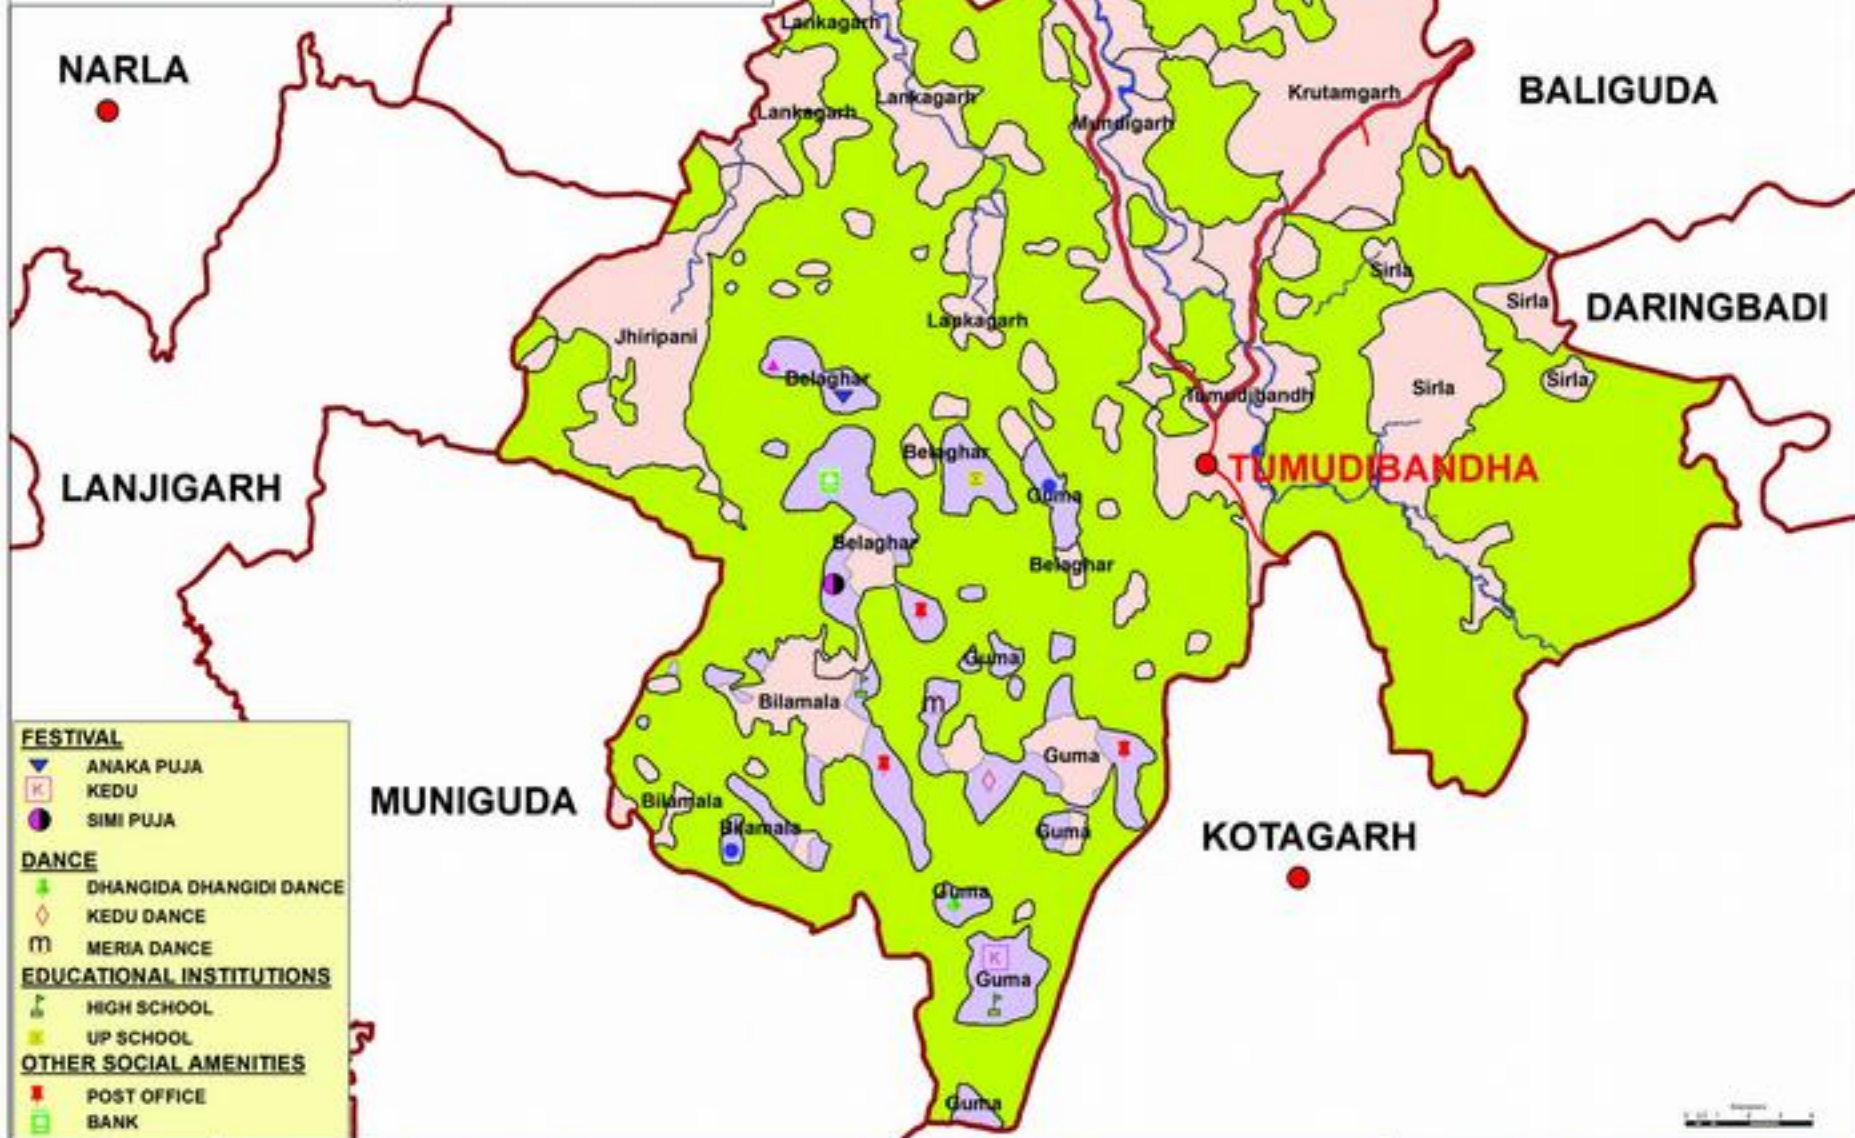 Lankagarh
NARLA
BALIGUDA
Krutamgarh
Lankagarh
Lankagarh
Mundigarh
Sirla
Sirla
DARINGBADI
Lankagarh
Jhiripani
Belaghar
Sirla
Sirla
Tumudibandh
Belaghar
TUMUDIBANDHA
LANJIGARH
Guma
Belaghar
Belaghar
Guma
Bilamala
Guma
MUNIGUDA
Bilamala
Bilamala
Guma
KOTAGARH
Guma
m
K
Guma
Guma
FESTIVAL
ANAKA PUJA
K KEDU
SIMI PUJA
DANCE
DHANGIDA DHANGIDI DANCE
KEDU DANCE
m MERIA DANCE
EDUCATIONAL INSTITUTIONS
HIGH SCHOOL
UP SCHOOL
OTHER SOCIAL AMENITIES
POST OFFICE
BANK